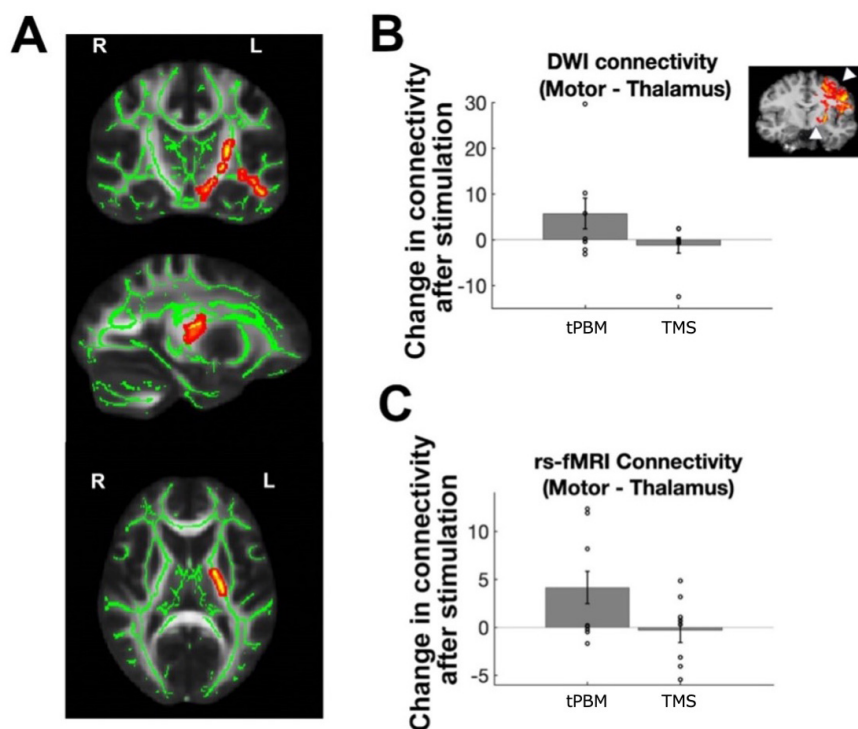 A
R L
R L
B
DWI connectivity
(Motor - Thalamus)
Change in connectivity
after stimulation
30
20
10
0
-10
tPBM TMS
C
rs-fMRI Connectivity
(Motor - Thalamus)
Change in connectivity
after stimulation
10
5
0
-5
tPBM TMS